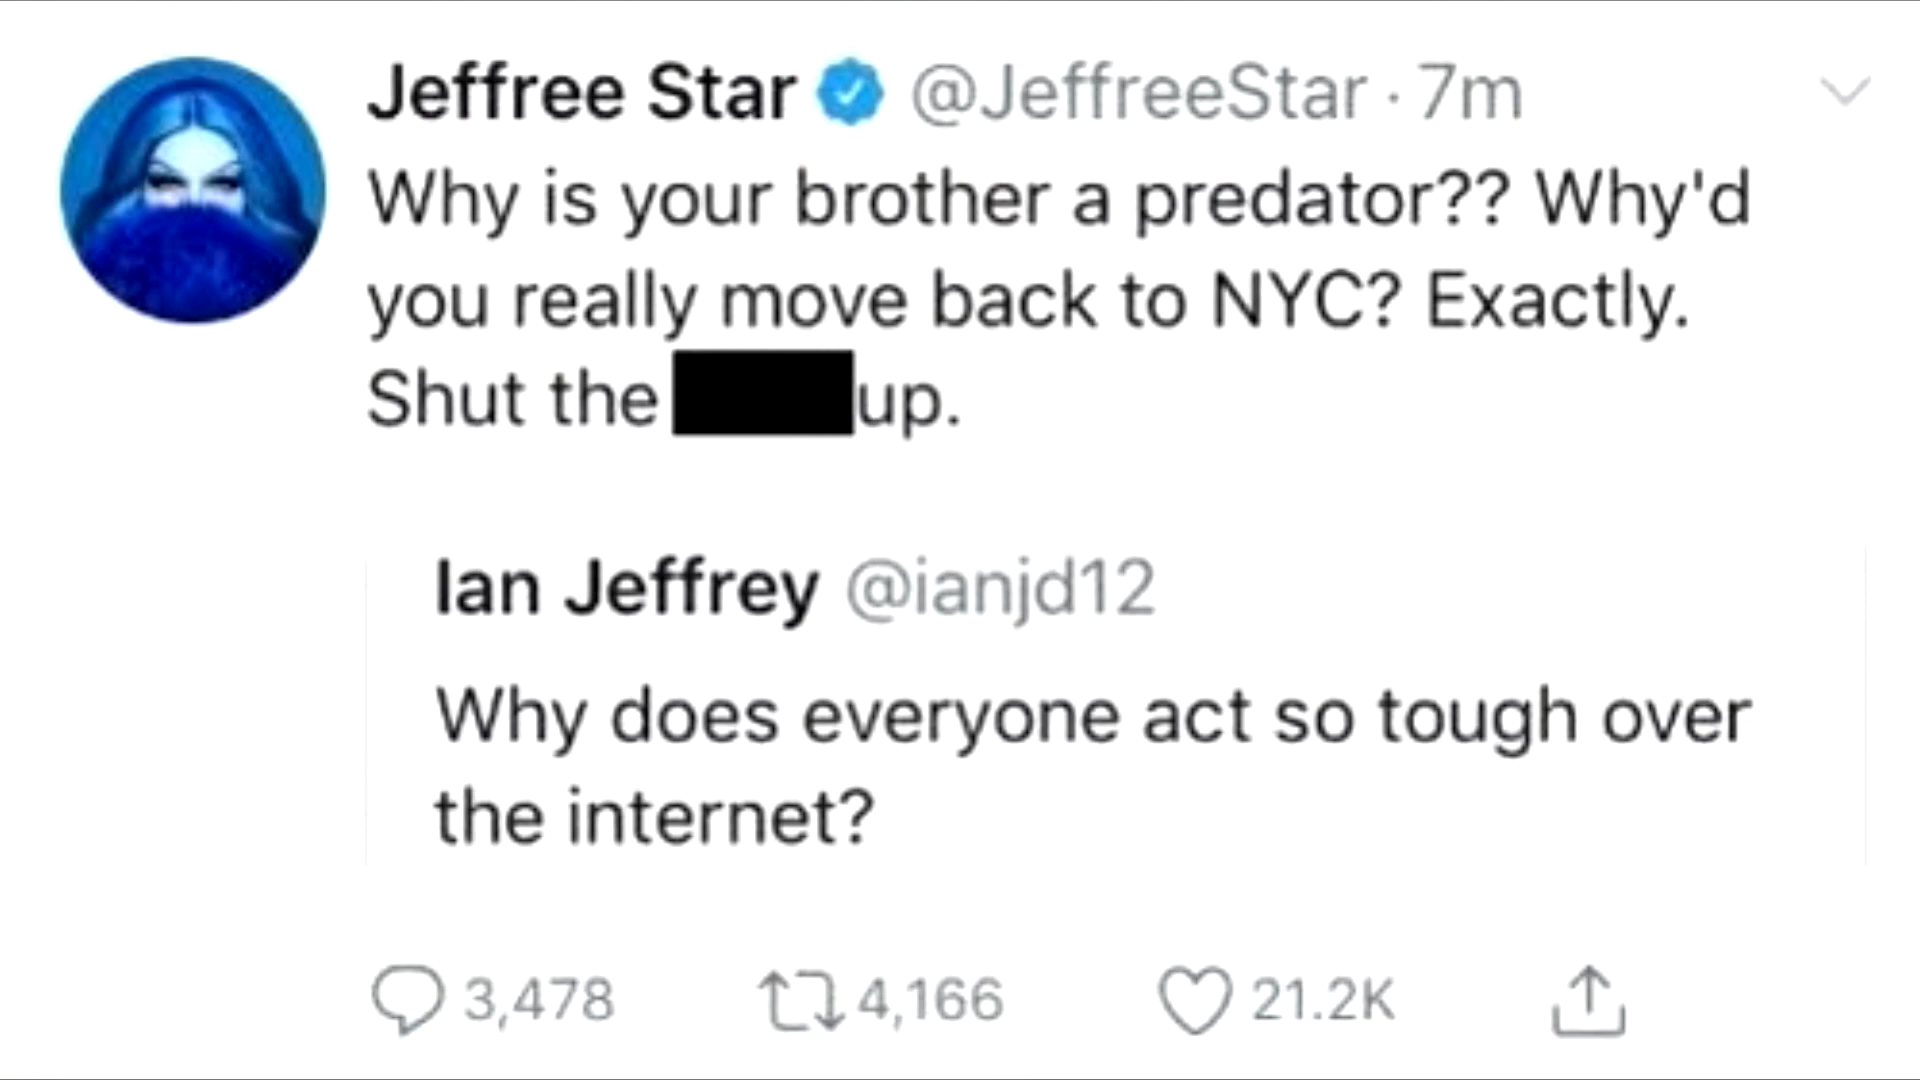 Jeffree Star @JeffreeStar · 7m
Why is your brother a predator?? Why'd
you really move back to NYC? Exactly.
Shut the up.
Ian Jeffrey @ianjd12
Why does everyone act so tough over
the internet?
3,478 4,166 21.2K